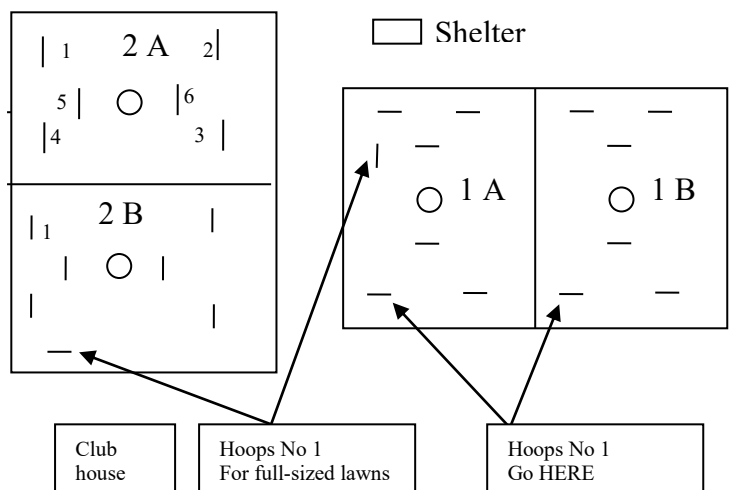 Shelter
1 2 A 2
5 6
4 3
2 B
1
1 A 1 B
Club
house
Hoops No 1
For full-sized lawns
Hoops No 1
Go HERE